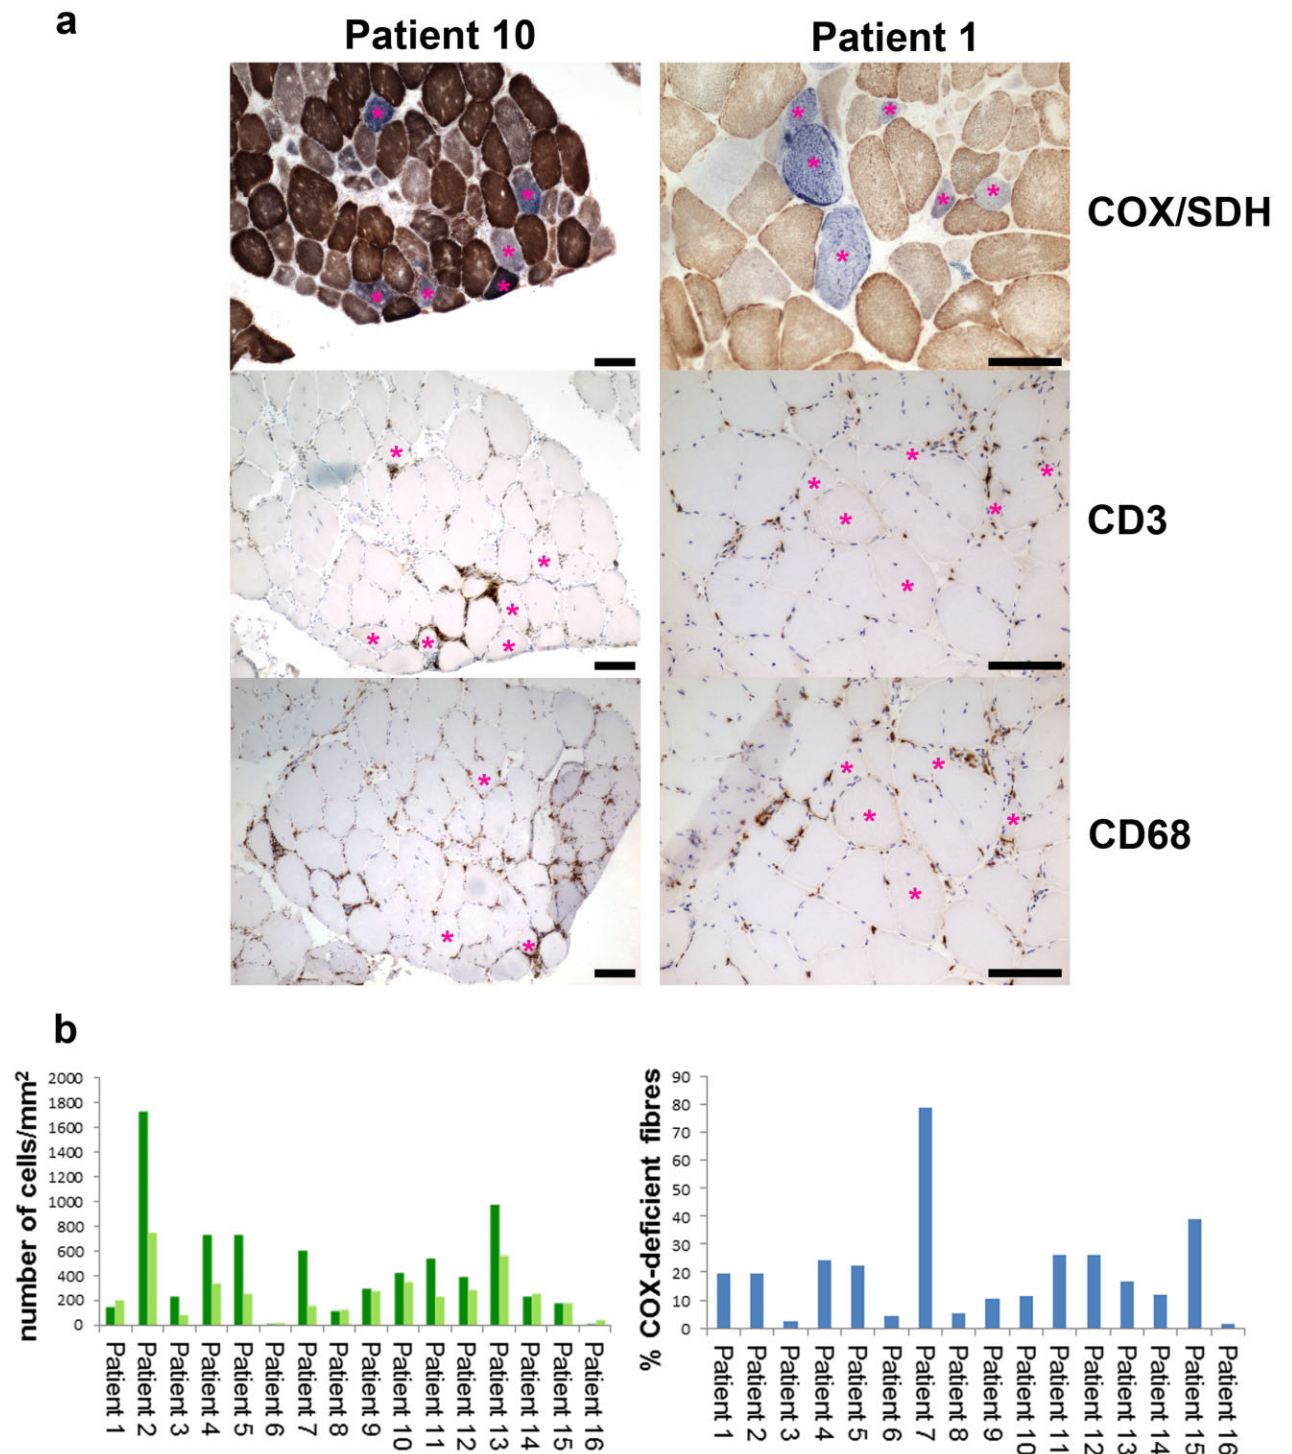 a
Patient 10
Patient 1
COX/SDH
*
*
*
*
*
*
*
*
*
*
*
*
CD3
*
*
*
*
*
*
*
*
*
*
*
*
CD68
*
*
*
*
*
*
*
*
b
number of cells/mm²
2000
1800
1600
1400
1200
1000
800
600
400
200
0
Patient 1
Patient 2
Patient 3
Patient 4
Patient 5
Patient 6
Patient 7
Patient 8
Patient 9
Patient 10
Patient 11
Patient 12
Patient 13
Patient 14
Patient 15
Patient 16
% COX-deficient fibres
90
80
70
60
50
40
30
20
10
0
Patient 1
Patient 2
Patient 3
Patient 4
Patient 5
Patient 6
Patient 7
Patient 8
Patient 9
Patient 10
Patient 11
Patient 12
Patient 13
Patient 14
Patient 15
Patient 16